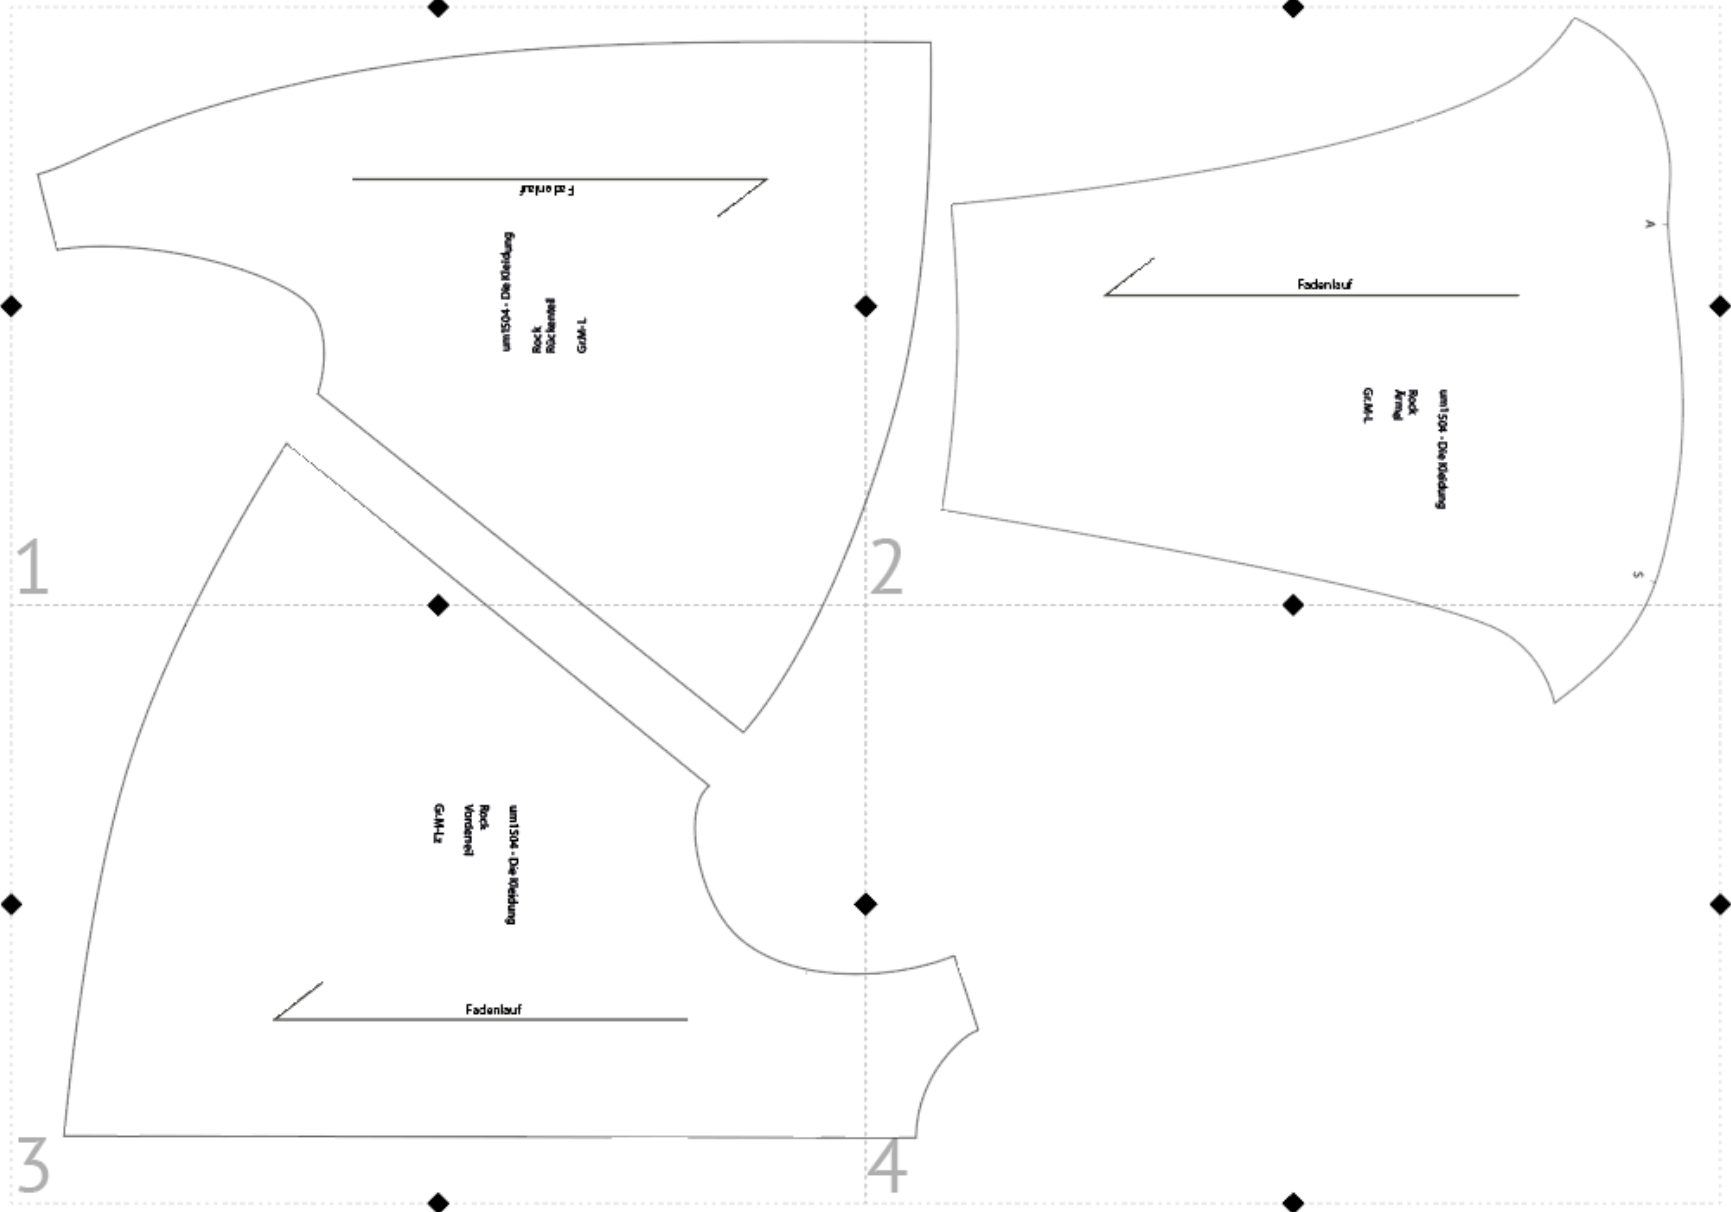 Fadenlauf
um1504 - Die Kleidung
Rock
Rückenteil
Gr.M-L
1
Fadenlauf
um1504 - Die Kleidung
Rock
Ärmel
Gr.M-L
A
S
2
um1504 - Die Kleidung
Rock
Vorderteil
Fadenlauf
3
4